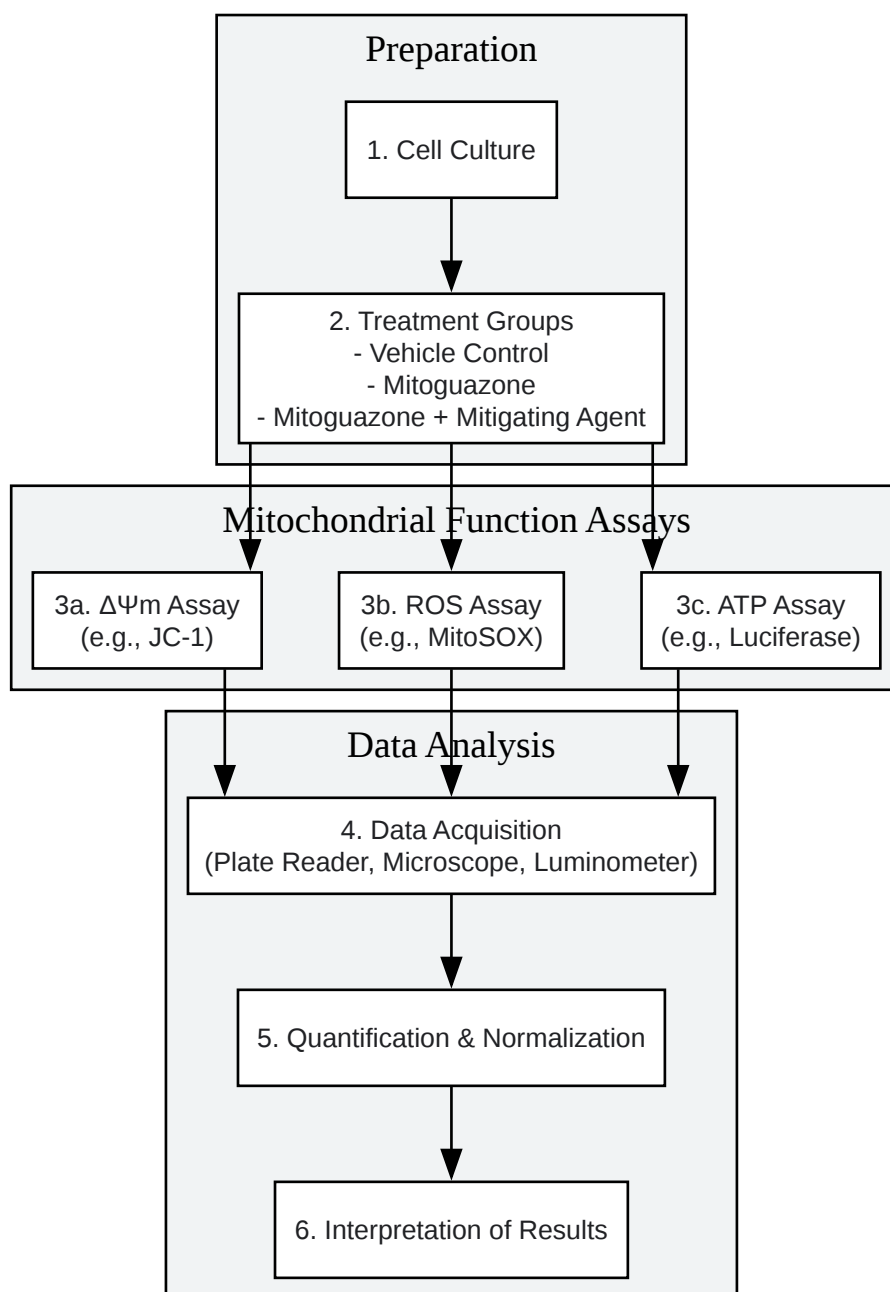 Preparation
1. Cell Culture
2. Treatment Groups
- Vehicle Control
- Mitoguazone
- Mitoguazone + Mitigating Agent
Mitochondrial Function Assays
3a. ΔΨm Assay
(e.g., JC-1)
3b. ROS Assay
(e.g., MitoSOX)
3c. ATP Assay
(e.g., Luciferase)
Data Analysis
4. Data Acquisition
(Plate Reader, Microscope, Luminometer)
5. Quantification & Normalization
6. Interpretation of Results